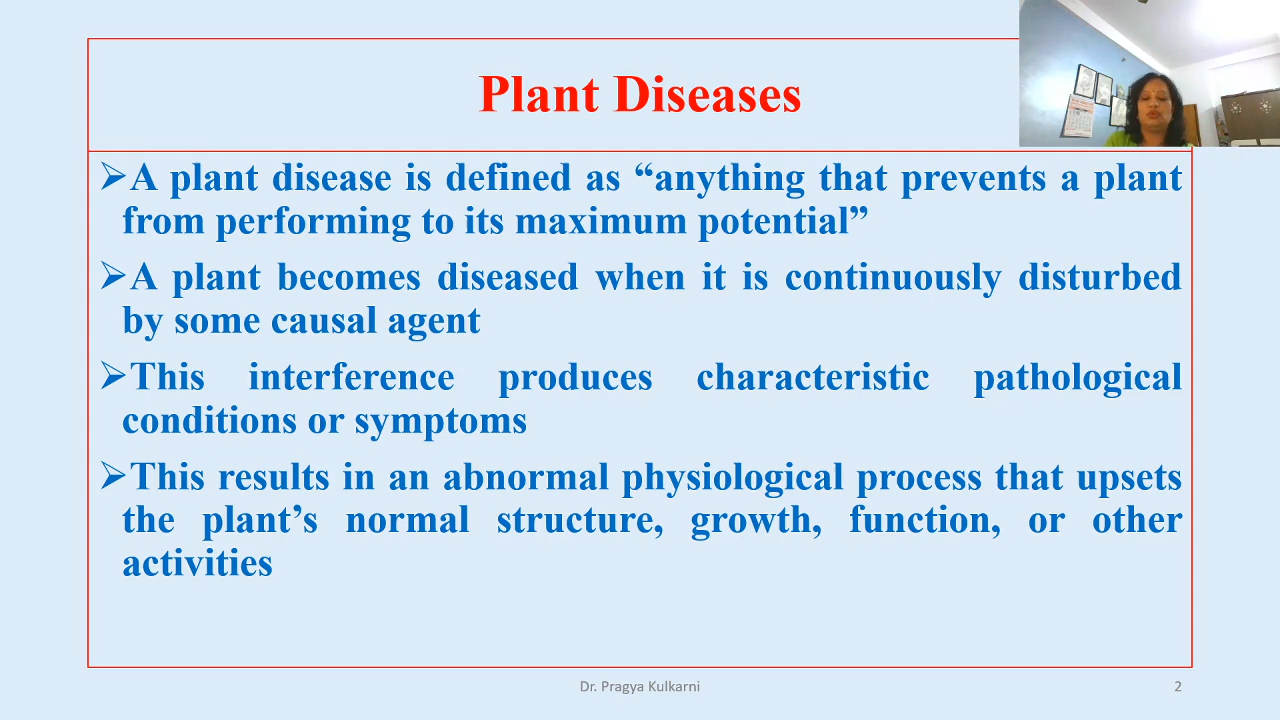 Plant Diseases
➢A plant disease is defined as “anything that prevents a plant
from performing to its maximum potential”
➢A plant becomes diseased when it is continuously disturbed
by some causal agent
➢This interference produces characteristic pathological
conditions or symptoms
➢This results in an abnormal physiological process that upsets
the plant’s normal structure, growth, function, or other
activities
Dr. Pragya Kulkarni
2